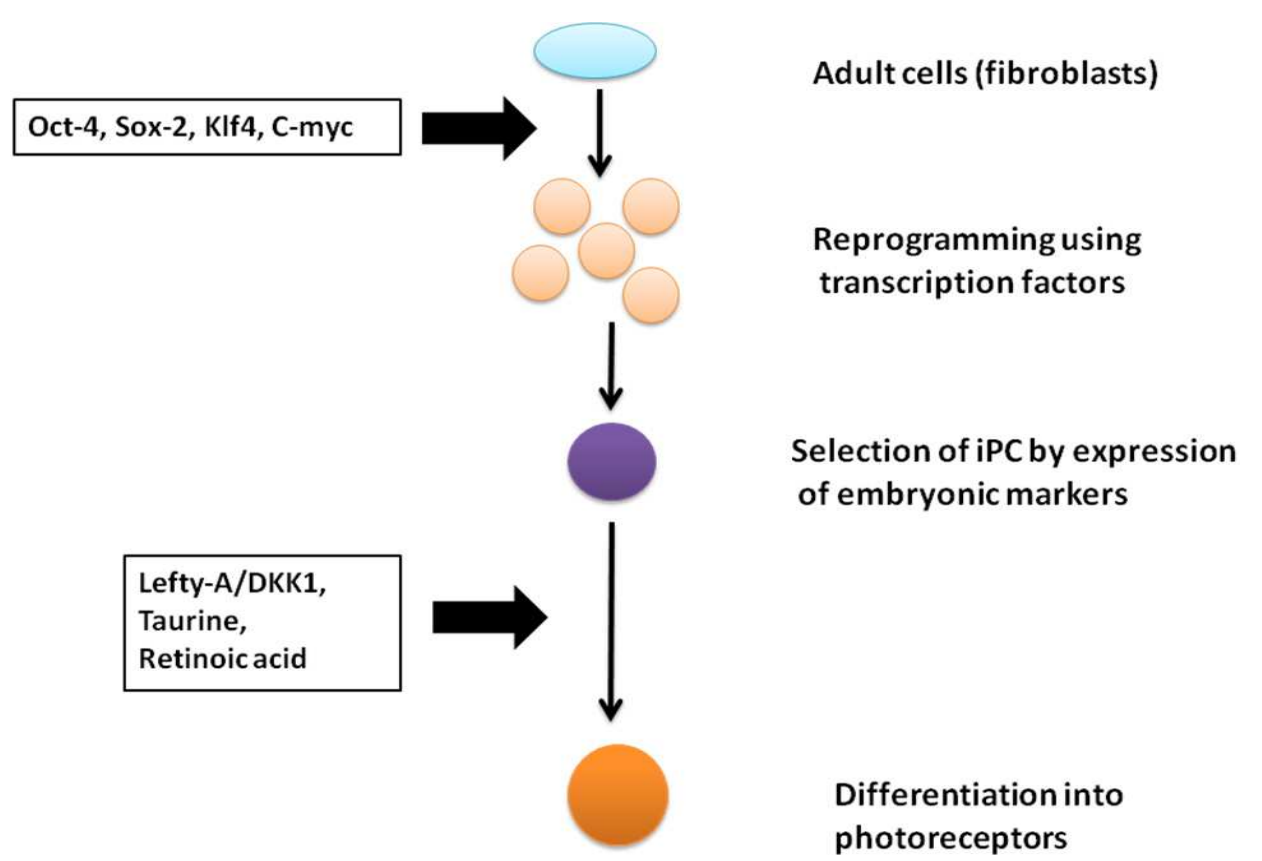 Adult cells (fibroblasts)
Oct-4, Sox-2, Klf4, C-myc
Reprogramming using
transcription factors
Selection of iPC by expression
of embryonic markers
Lefty-A/DKK1,
Taurine,
Retinoic acid
Differentiation into
photoreceptors